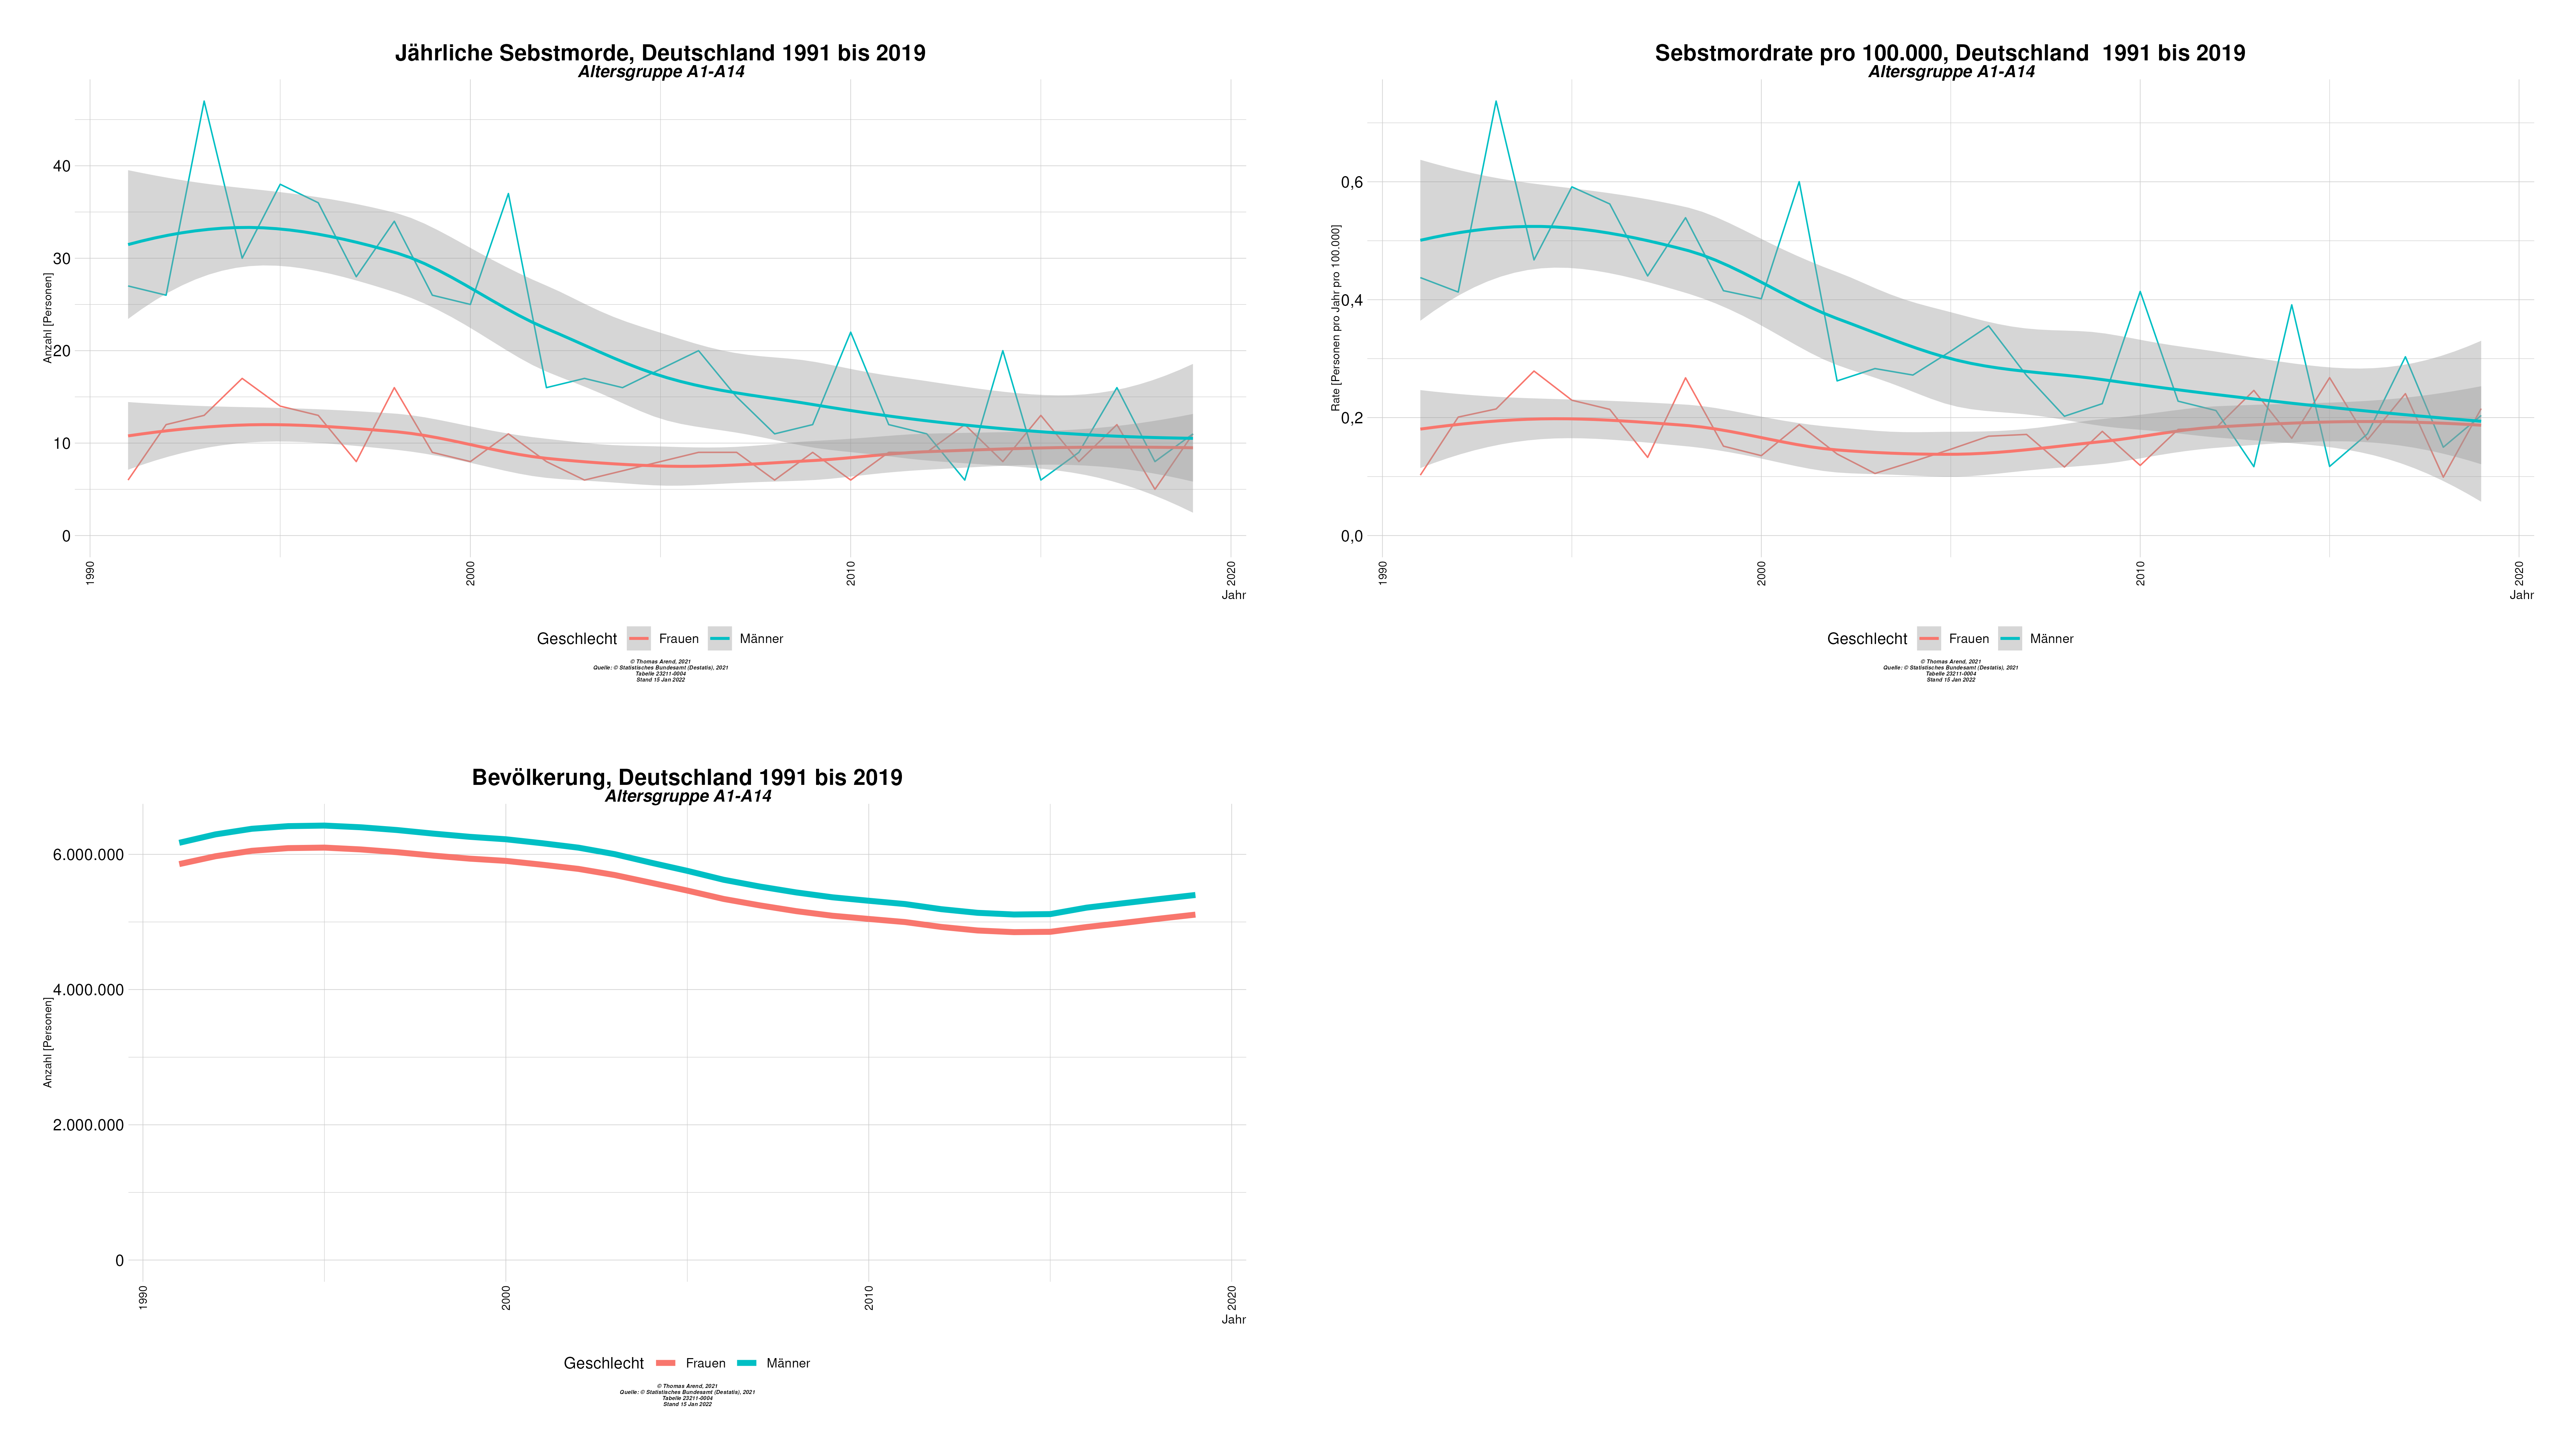 Jährliche Sebstmorde, Deutschland 1991 bis 2019
Altersgruppe A1-A14
Anzahl [Personen]
40
30
20
10
0
1990
2000
2010
2020
Jahr
Geschlecht Frauen Männer
© Thomas Arend, 2021
Quelle: © Statistisches Bundesamt (Destatis), 2021
Tabelle 23211-0004
Stand 15 Jan 2022
Sebstmordrate pro 100.000, Deutschland  1991 bis 2019
Altersgruppe A1-A14
Rate [Personen pro Jahr pro 100.000]
0,6
0,4
0,2
0,0
1990
2000
2010
2020
Jahr
Geschlecht Frauen Männer
© Thomas Arend, 2021
Quelle: © Statistisches Bundesamt (Destatis), 2021
Tabelle 23211-0004
Stand 15 Jan 2022
Bevölkerung, Deutschland 1991 bis 2019
Altersgruppe A1-A14
Anzahl [Personen]
6.000.000
4.000.000
2.000.000
0
1990
2000
2010
2020
Jahr
Geschlecht Frauen Männer
© Thomas Arend, 2021
Quelle: © Statistisches Bundesamt (Destatis), 2021
Tabelle 23211-0004
Stand 15 Jan 2022